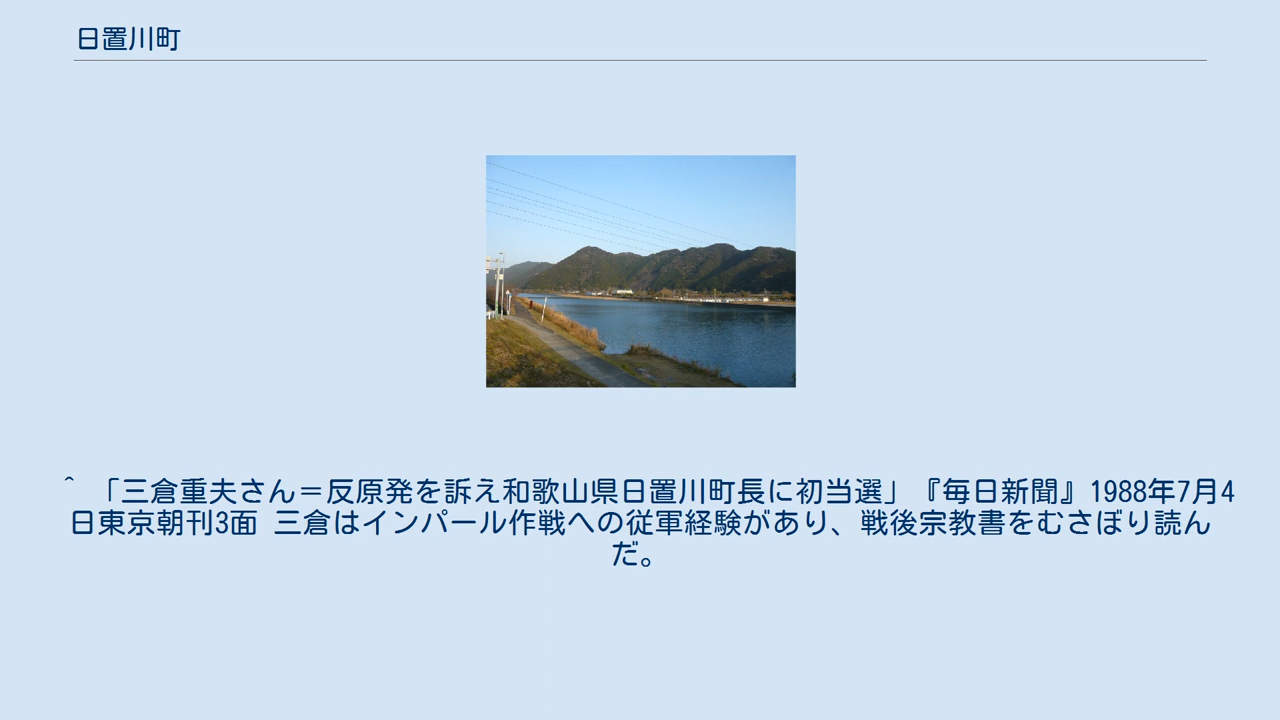 日置川町
^ 「三倉重夫さん＝反原発を訴え和歌山県日置川町長に初当選」『毎日新聞』1988年7月4
日東京朝刊3面 三倉はインパール作戦への従軍経験があり、戦後宗教書をむさぼり読ん
だ。